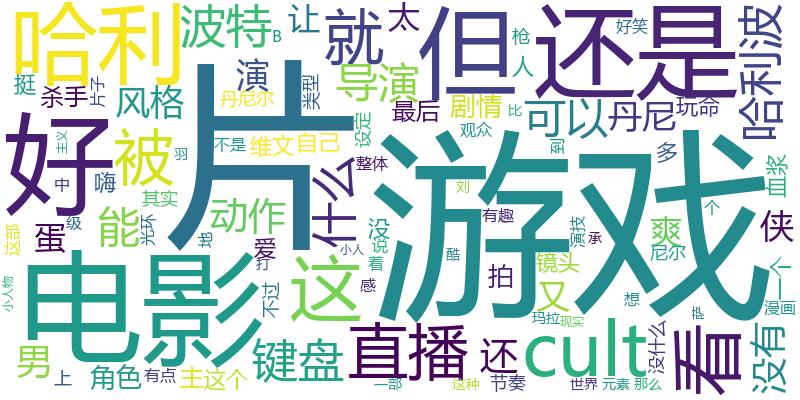 哈利
波特
B
让
就
太
但
还是
好笑
枪
人
哈利波
挺
杀手
片子
风格
演
丹尼尔
类型
导演
最后
剧情
比
可以
丹尼
玩命
观众
设定
好
被
片
不是
维文
自己
羽
主义
中
嗨
什么
整体
游戏
到
多
血浆
刘
个
蛋
能
其实
级
光环
动作
地
爱
没
说
着
有趣
演技
承
爽
尼尔
侠
这部
小人物
电影
这
不过
打
小人
感
酷
拍
镜头
又
想
一个
漫画
萨
玛拉
现实
男
上
角色
有点
主
这个
键盘
直播
一部
还
这种
节奏
cult
世界
元素
那么
没什么
看
没有